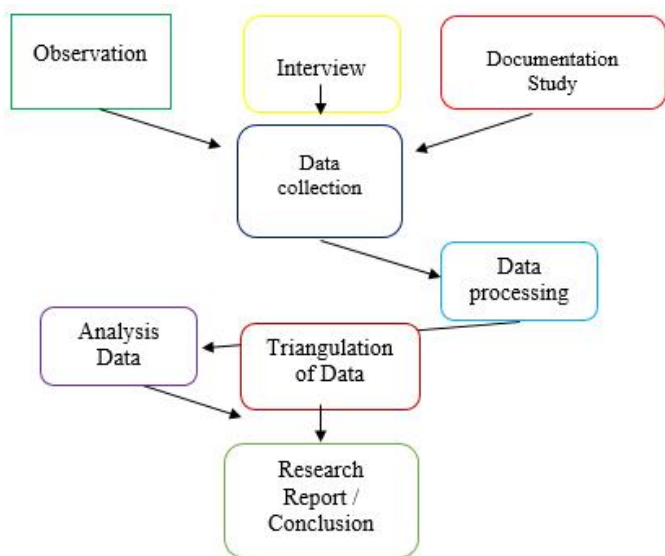 Observation
Interview
Documentation
Study
Data
collection
Data
processing
Analysis
Data
Triangulation
of Data
Research
Report /
Conclusion